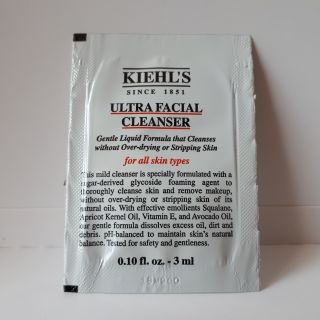 KIEHL'S
SINCE 1851
ULTRA FACIAL
CLEANSER
Gentle Liquid Formula that Cleanses
without Over-drying or Stripping Skin
for all skin types
This mild cleanser is specially formulated with a
sugar-derived glycoside foaming agent to
thoroughly cleanse skin and remove makeup,
without over-drying or stripping skin of its
natural oils. With effective emollients Squalane,
Apricot Kernel Oil, Vitamin E, and Avocado Oil,
our gentle formula dissolves excess oil, dirt and
debris. pH-balanced to maintain skin's natural
balance. Tested for safety and gentleness.
0.10 fl. oz. - 3 ml